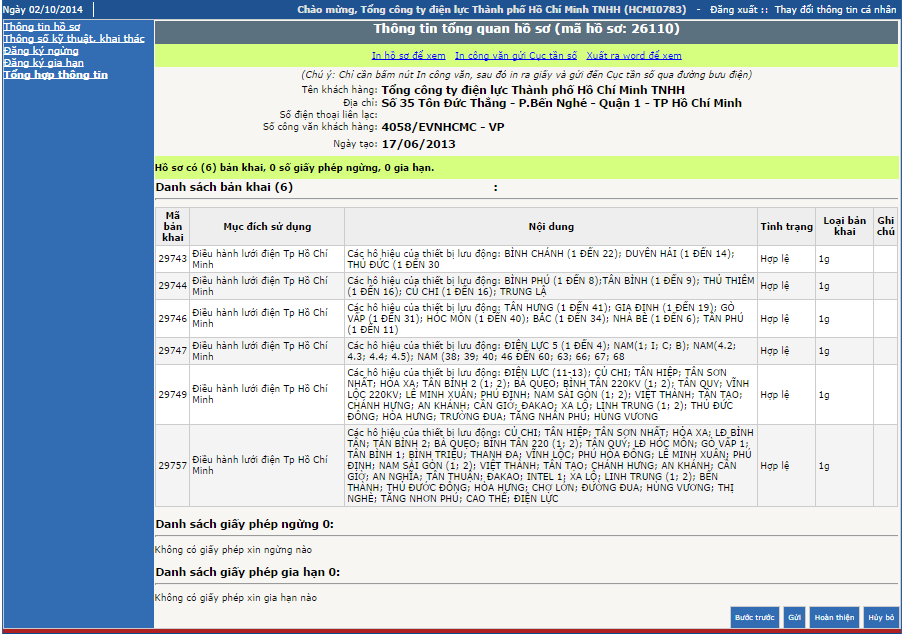 Ngày 02/10/2014
Chào mừng, Tổng công ty điện lực Thành phố Hồ Chí Minh TNHH (HCMI0783) - Đăng xuất :: Thay đổi thông tin cá nhân
Thông tin hồ sơ
Thông số kỹ thuật, khai thác
Đăng ký ngừng
Đăng ký gia hạn
Tổng hợp thông tin
Thông tin tổng quan hồ sơ (mã hồ sơ: 26110)
In hồ sơ để xem In công văn gửi Cục tần số Xuất ra word để xem
(Chú ý: Chỉ cần bấm nút In công văn, sau đó in ra giấy và gửi đến Cục tần số qua đường bưu điện)
Tên khách hàng: Tổng công ty điện lực Thành phố Hồ Chí Minh TNHH
Địa chỉ: Số 35 Tôn Đức Thắng - P.Bến Nghé - Quận 1 - TP Hồ Chí Minh
Số điện thoại liên lạc:
Số công văn khách hàng: 4058/EVNHCMC - VP
Ngày tạo: 17/06/2013
Hồ sơ có (6) bản khai, 0 số giấy phép ngừng, 0 gia hạn.
Danh sách bản khai (6) :
Mã bản khai Mục đích sử dụng Nội dung Tình trạng Loại bản khai Ghi chú
29743 Điều hành lưới điện Tp Hồ Chí Minh Các hô hiệu của thiết bị lưu động: BÌNH CHÁNH (1 ĐẾN 22); DUYÊN HẢI (1 ĐẾN 14); THỦ ĐỨC (1 ĐẾN 30 Hợp lệ 1g
29744 Điều hành lưới điện Tp Hồ Chí Minh Các hô hiệu của thiết bị lưu động: BÌNH PHÚ (1 ĐẾN 8);TÂN BÌNH (1 ĐẾN 9); THỦ THIÊM (1 ĐẾN 16); CỦ CHI (1 ĐẾN 16); TRUNG LẬ Hợp lệ 1g
29746 Điều hành lưới điện Tp Hồ Chí Minh Các hô hiệu của thiết bị lưu động: TÂN HƯNG (1 ĐẾN 41); GIA ĐỊNH (1 ĐẾN 19); GÒ VẤP (1 ĐẾN 31); HÓC MÔN (1 ĐẾN 40); BẮC (1 ĐẾN 34); NHÀ BÈ (1 ĐẾN 6); TÂN PHÚ (1 ĐẾN 11) Hợp lệ 1g
29747 Điều hành lưới điện Tp Hồ Chí Minh Các hô hiệu của thiết bị lưu động: ĐIỆN LỰC 5 (1 ĐẾN 4); NAM(1; I; C; B); NAM(4.2; 4.3; 4.4; 4.5); NAM (38; 39; 40; 46 ĐẾN 60; 63; 66; 67; 68 Hợp lệ 1g
29749 Điều hành lưới điện Tp Hồ Chí Minh Các hô hiệu của thiết bị lưu động: ĐIỆN LỰC (11-13); CỦ CHI; TÂN HIỆP; TÂN SƠN NHẤT; HỎA XA; TÂN BÌNH 2 (1; 2); BÀ QUẸO; BÌNH TÂN 220KV (1; 2); TÂN QUY; VĨNH LỘC 220KV; LÊ MINH XUÂN; PHÚ ĐỊNH; NAM SÀI GÒN (1; 2); VIỆT THÀNH; TÂN TẠO; CHÁNH HƯNG; AN KHÁNH; CẦN GIỜ; ĐAKAO; XA LỘ; LINH TRUNG (1; 2); THỦ ĐỨC ĐÔNG; HỎA HƯNG; TRƯỜNG ĐUA; TĂNG NHÂN PHÚ; HÙNG VƯƠNG Hợp lệ 1g
29757 Điều hành lưới điện Tp Hồ Chí Minh Các hô hiệu của thiết bị lưu động: CỦ CHI; TÂN HIỆP; TÂN SƠN NHẤT; HỎA XA; LĐ BÌNH TÂN; TÂN BÌNH 2; BÀ QUẸO; BÌNH TÂN 220 (1; 2); TÂN QUÝ; LĐ HÓC MÔN; GÒ VẤP 1; TÂN BÌNH 1; BÌNH TRIỆU; THANH ĐA; VĨNH LỘC; PHÚ HÒA ĐÔNG; LÊ MINH XUÂN; PHÚ ĐỊNH; NAM SÀI GÒN (1; 2); VIỆT THÀNH; TÂN TẠO; CHÁNH HƯNG; AN KHÁNH; CẦN GIỜ; AN NGHĨA; TÂN THUẬN; ĐAKAO; INTEL 1; XA LỘ; LINH TRUNG (1; 2); BẾN THÀNH; THỦ ĐƯỚC ĐÔNG; HỎA HƯNG; CHỢ LỚN; ĐƯỜNG ĐUA; HÙNG VƯƠNG; THỊ NGHÈ; TĂNG NHƠN PHÚ; CAO THẾ; ĐIỆN LỰC Hợp lệ 1g
Danh sách giấy phép ngừng 0:
Không có giấy phép xin ngừng nào
Danh sách giấy phép gia hạn 0:
Không có giấy phép xin gia hạn nào
Bước trước Gửi Hoàn thiện Hủy bỏ